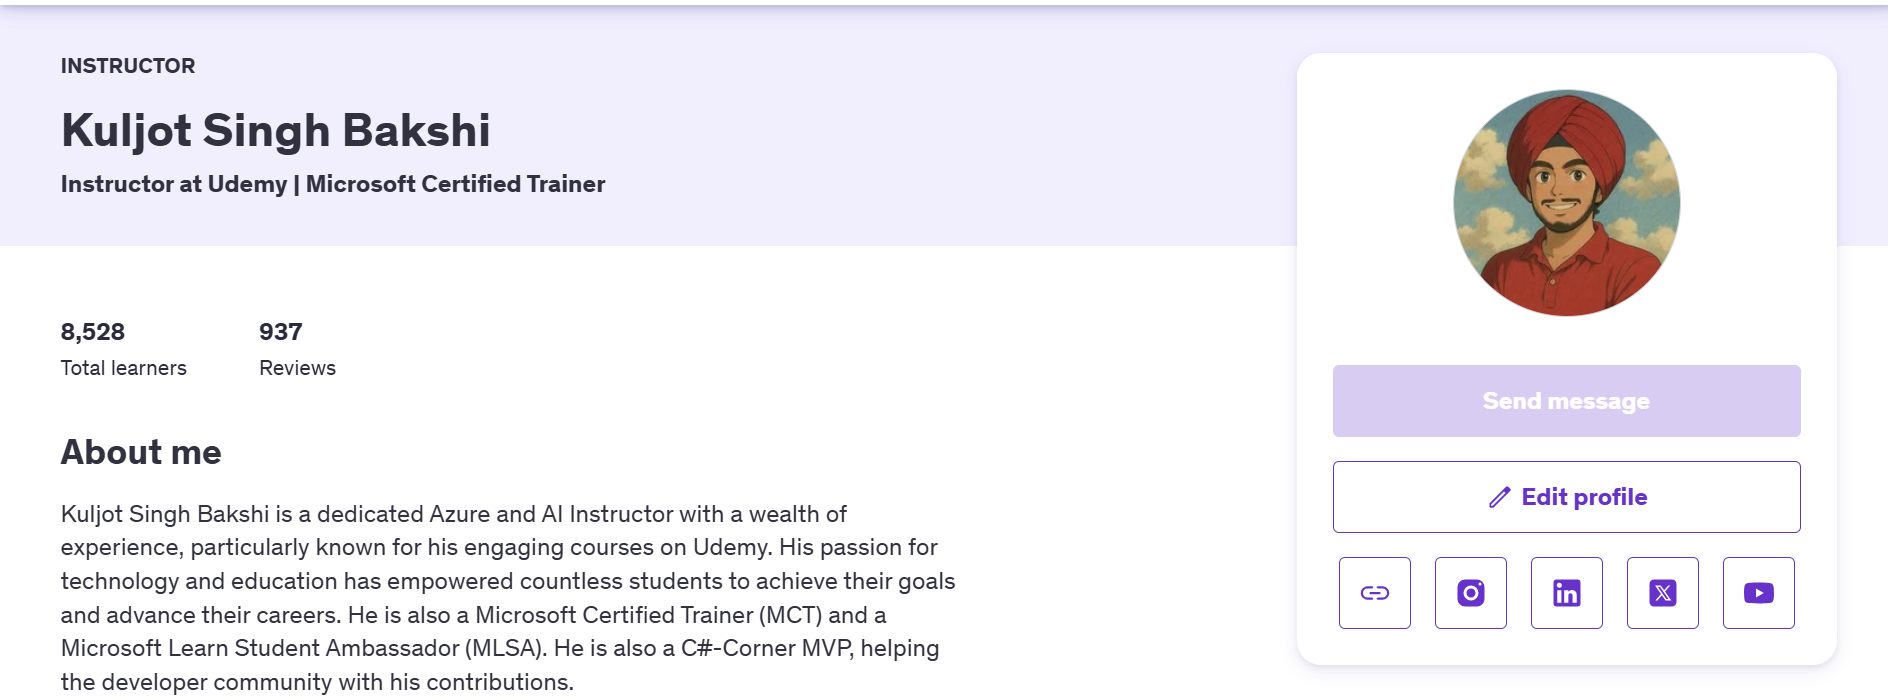 INSTRUCTOR
Kuljot Singh Bakshi
Instructor at Udemy | Microsoft Certified Trainer
8,528
Total learners
937
Reviews
About me
Kuljot Singh Bakshi is a dedicated Azure and AI Instructor with a wealth of
experience, particularly known for his engaging courses on Udemy. His passion for
technology and education has empowered countless students to achieve their goals
and advance their careers. He is also a Microsoft Certified Trainer (MCT) and a
Microsoft Learn Student Ambassador (MLSA). He is also a C#-Corner MVP, helping
the developer community with his contributions.
Send message
Edit profile